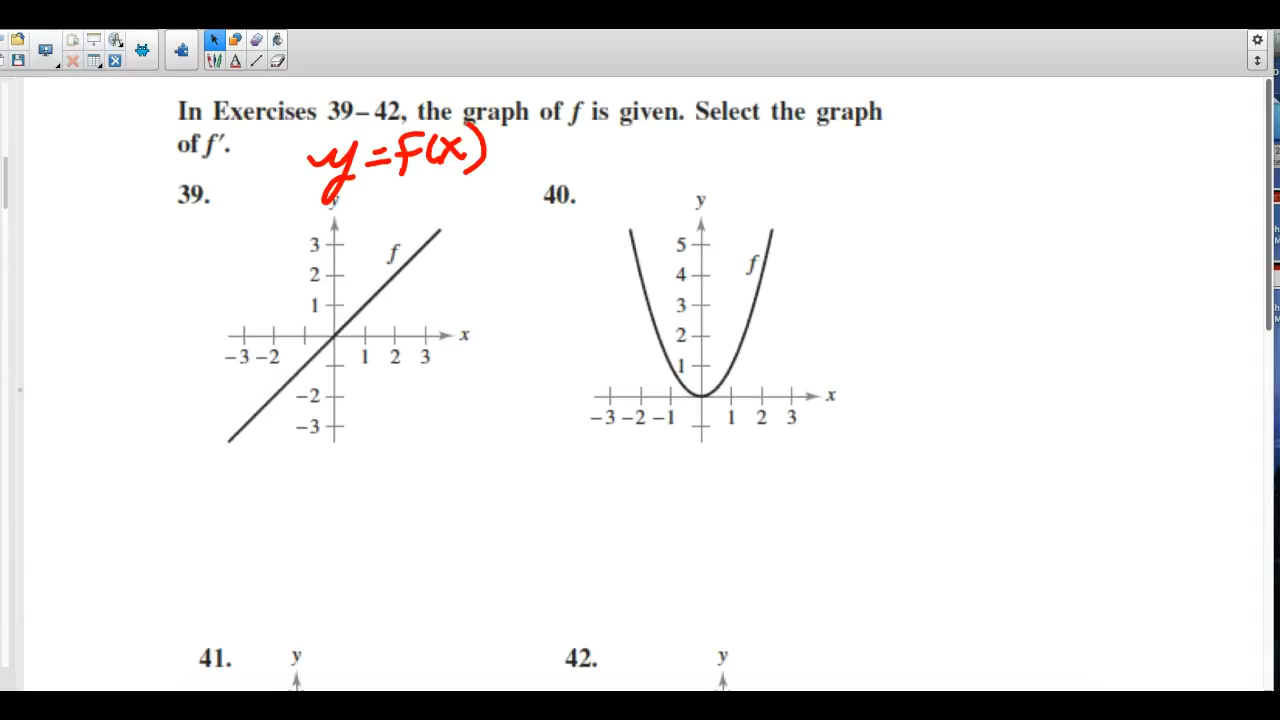 In Exercises 39–42, the graph of f is given. Select the graph
of f′.
y = f(x)
39.
40.
y
3
2
1
f
x
−3 −2
1 2 3
−2
−3
y
5
4
3
2
1
f
x
−3 −2 −1
1 2 3
41.
y
42.
y